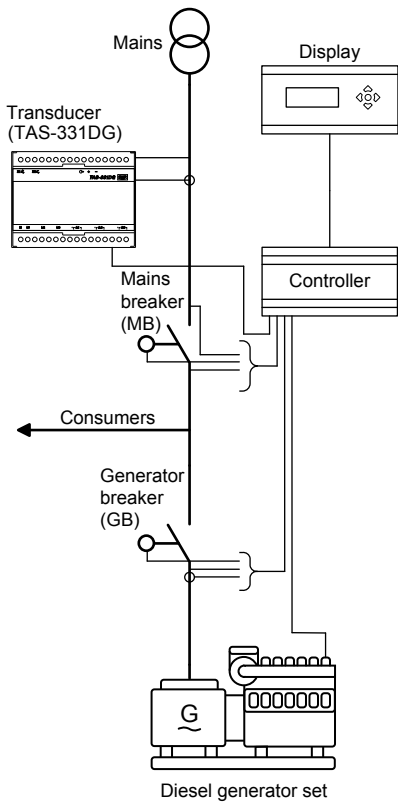 Mains
Display
Transducer
(TAS-331DG)
TAS-331DG
Controller
Mains
breaker
(MB)
Consumers
Generator
breaker
(GB)
G
Diesel generator set